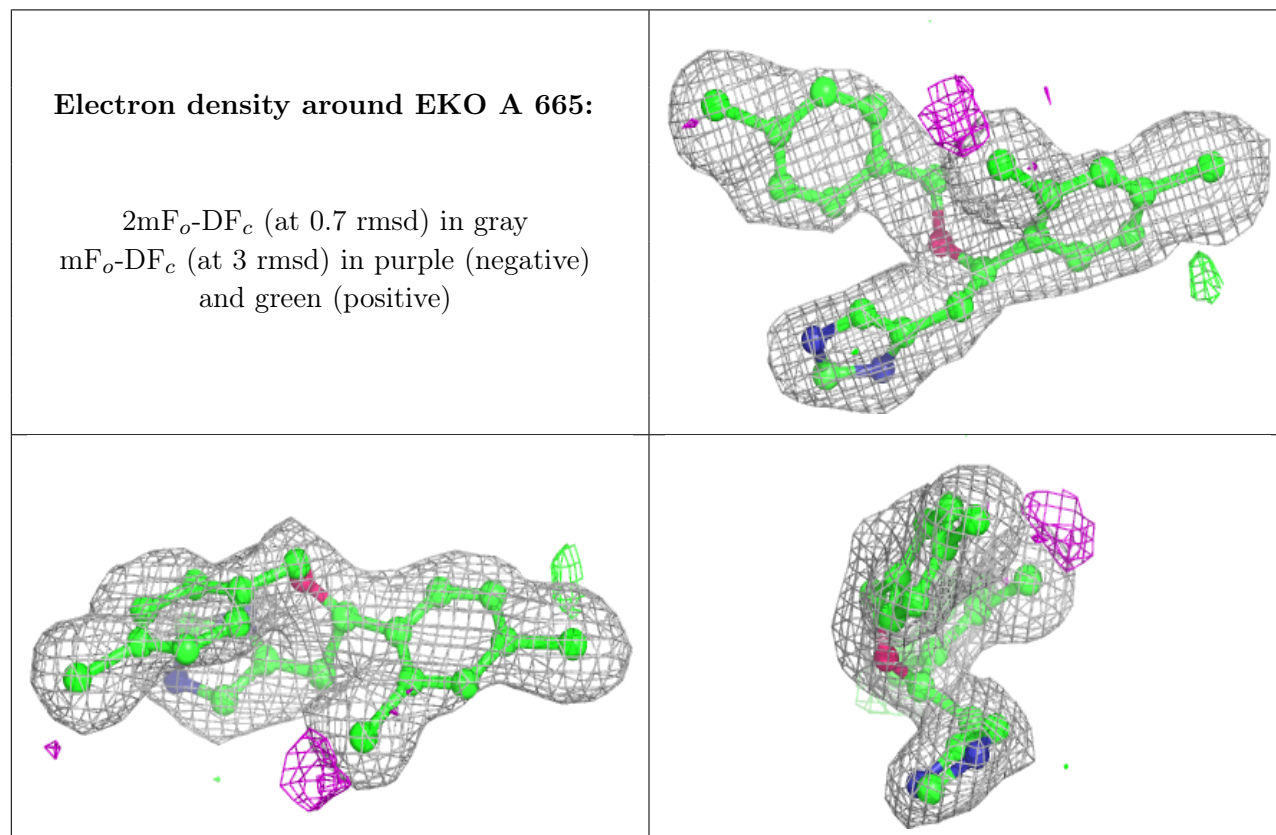 Electron density around EKO A 665:
2mFo-DFc (at 0.7 rmsd) in gray
mFo-DFc (at 3 rmsd) in purple (negative)
and green (positive)